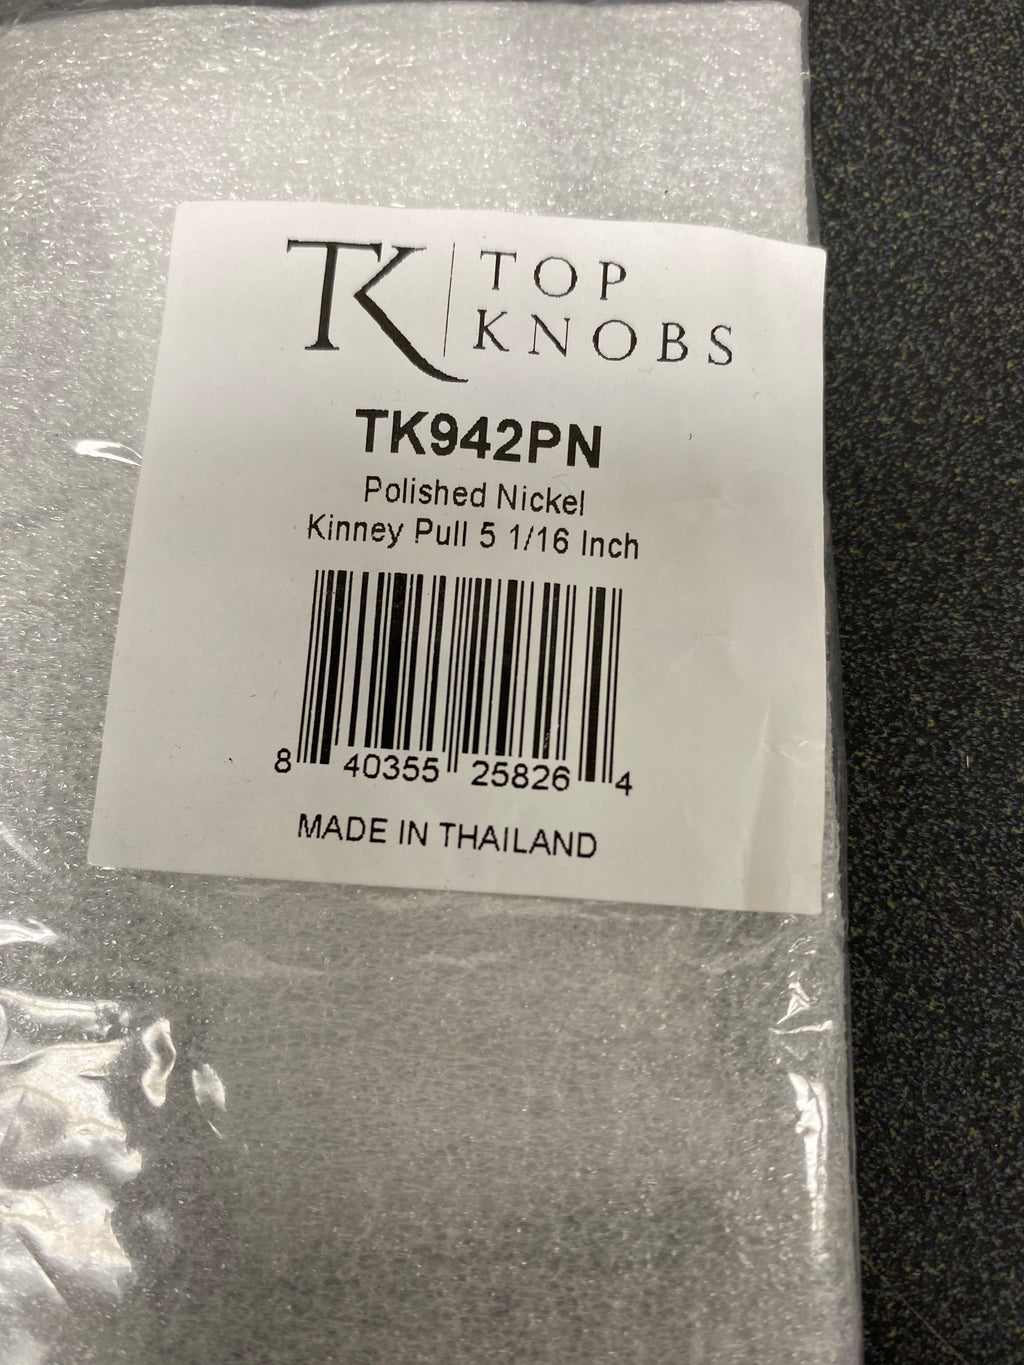 TK TOP
KNOBS
TK942PN
Polished Nickel
Kinney Pull 5 1/16 Inch
8 40355 25826 4
MADE IN THAILAND